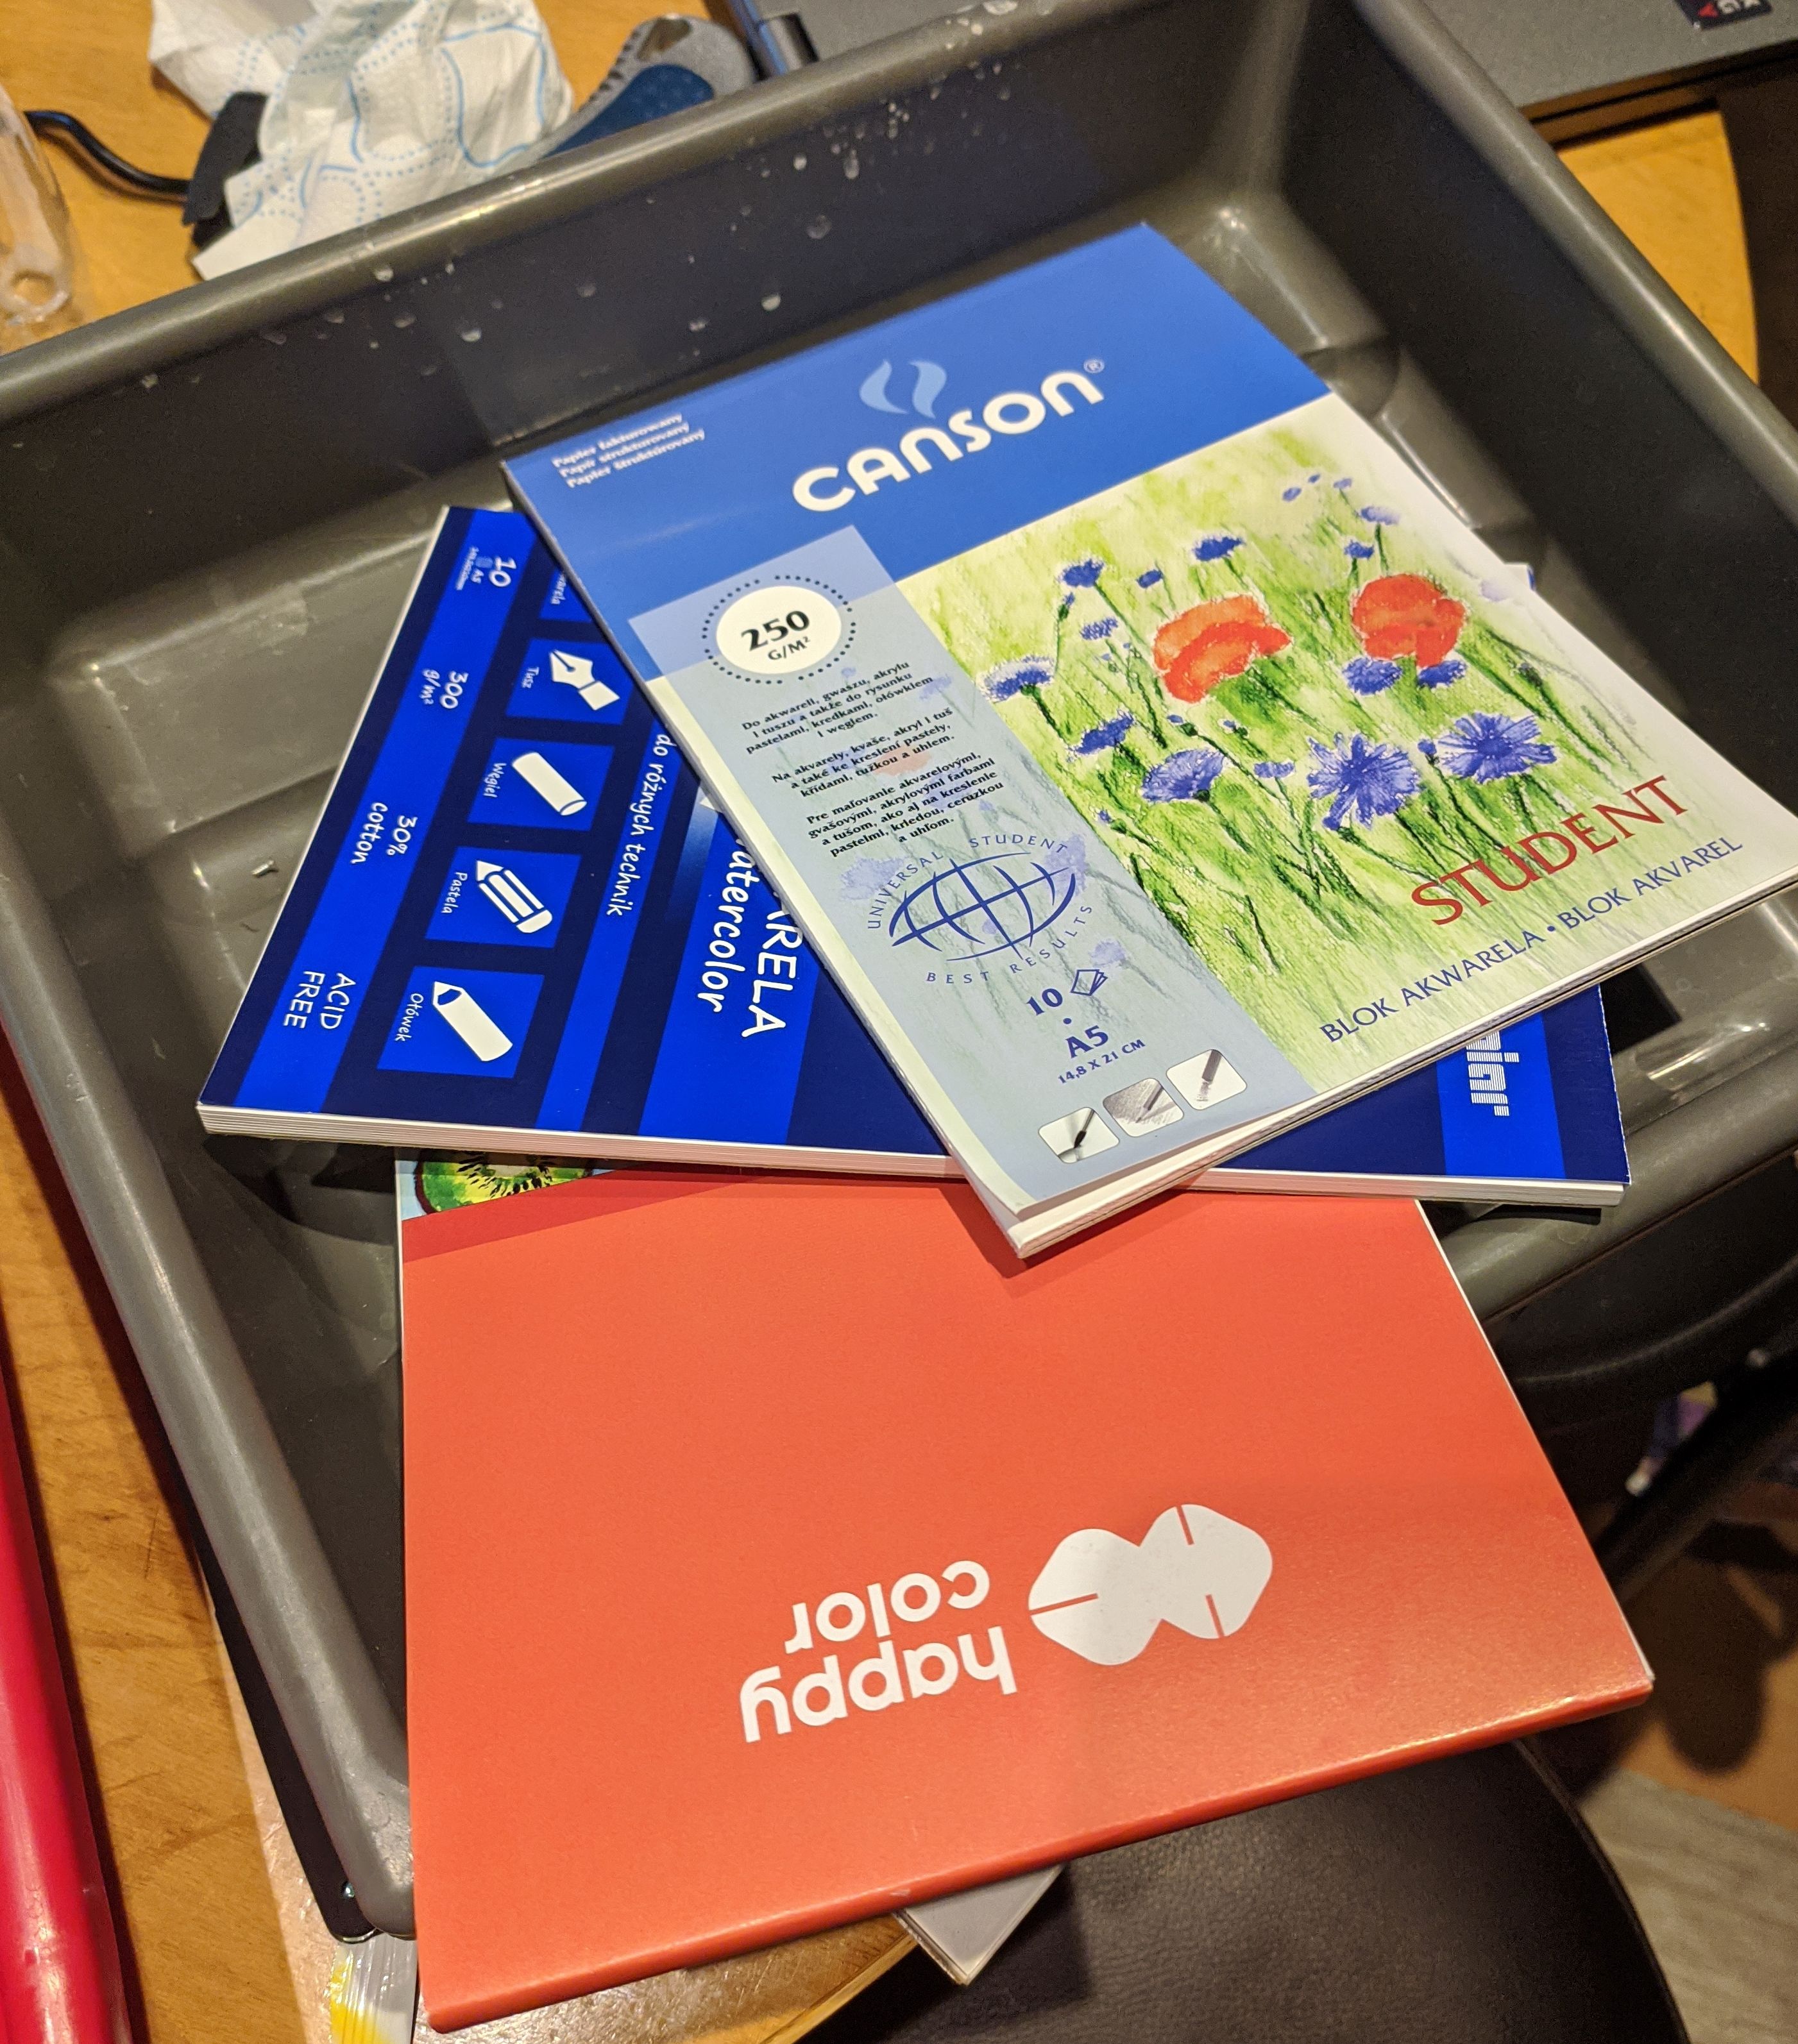 CANSON®
Papier fakturowany
Papír strukturovaný
Papier štruktúrovaný
250
G/M²
Do akwareli, gwaszu, akrylu
i tuszu a także do rysunku
pastelami, kredkami, ołówkiem
i węglem.
Na akvarely, kvaše, akryl i tuš
a také ke kreslení pastely,
křídami, tužkou a uhlem.
Pre maľovanie akvarelovými,
gvašovými, akrylovými farbami
a tušom, ako aj na kreslenie
pastelmi, kriedou, ceruzkou
a uhľom.
UNIVERSAL STUDENT
BEST RESULTS
10
•
A5
14,8 X 21 CM
STUDENT
BLOK AKWARELA • BLOK AKVAREL
10
A5
300
g/m²
30%
cotton
ACID
FREE
Tusz
Węgiel
Pastela
Ołówek
do różnych technik
happy
color